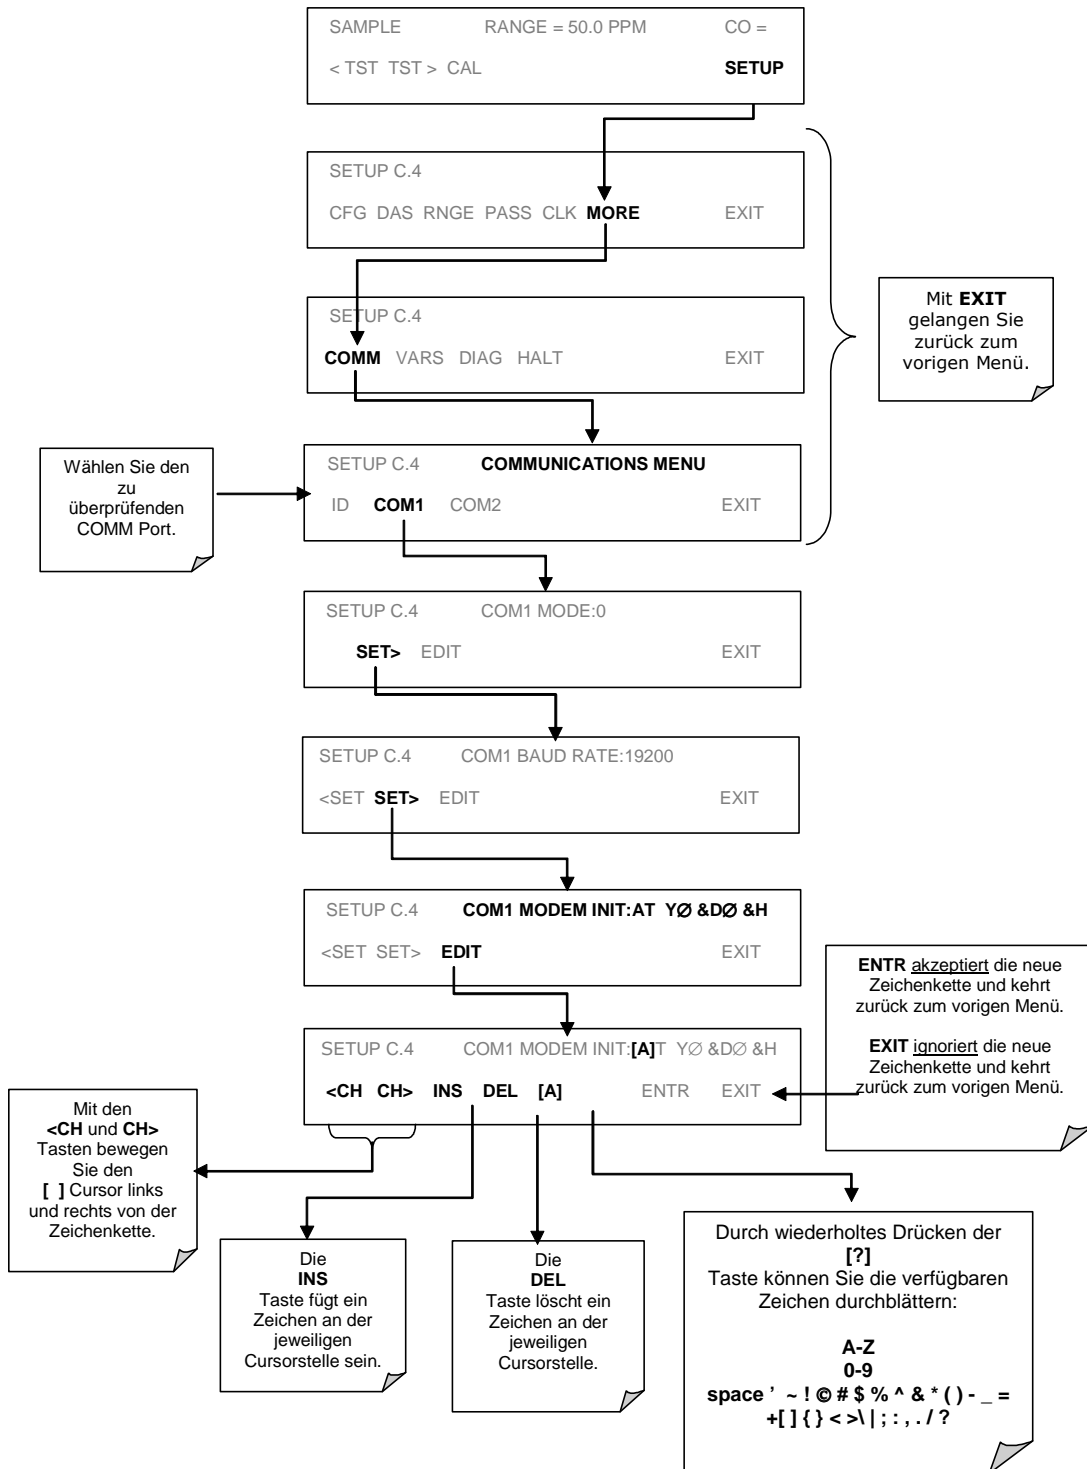 SAMPLE RANGE = 50.0 PPM CO =
< TST TST > CAL SETUP
SETUP C.4
CFG DAS RNGE PASS CLK MORE EXIT
SETUP C.4
COMM VARS DIAG HALT EXIT
Mit EXIT
gelangen Sie
zurück zum
vorigen Menü.
SETUP C.4 COMMUNICATIONS MENU
ID COM1 COM2 EXIT
Wählen Sie den
zu
überprüfenden
COMM Port.
SETUP C.4 COM1 MODE:0
SET> EDIT EXIT
SETUP C.4 COM1 BAUD RATE:19200
<SET SET> EDIT EXIT
SETUP C.4 COM1 MODEM INIT:AT YØ &DØ &H
<SET SET> EDIT EXIT
ENTR akzeptiert die neue
Zeichenkette und kehrt
zurück zum vorigen Menü.
EXIT ignoriert die neue
Zeichenkette und kehrt
zurück zum vorigen Menü.
SETUP C.4 COM1 MODEM INIT:[A]T YØ &DØ &H
<CH CH> INS DEL [A] ENTR EXIT
Mit den
<CH und CH>
Tasten bewegen
Sie den
[ ] Cursor links
und rechts von der
Zeichenkette.
Die
INS
Taste fügt ein
Zeichen an der
jeweiligen
Cursorstelle sein.
Die
DEL
Taste löscht ein
Zeichen an der
jeweiligen
Cursorstelle.
Durch wiederholtes Drücken der
[?]
Taste können Sie die verfügbaren
Zeichen durchblättern:
A-Z
0-9
space ' ~ ! © # $ % ^ & * ( ) - _ =
+[ ] { } < >\ | ; : , . / ?